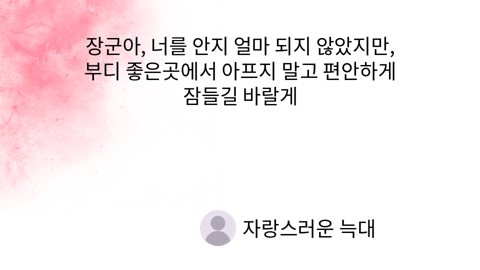 장군아, 너를 안지 얼마 되지 않았지만,
부디 좋은곳에서 아프지 말고 편안하게
잠들길 바랄게
자랑스러운 늑대